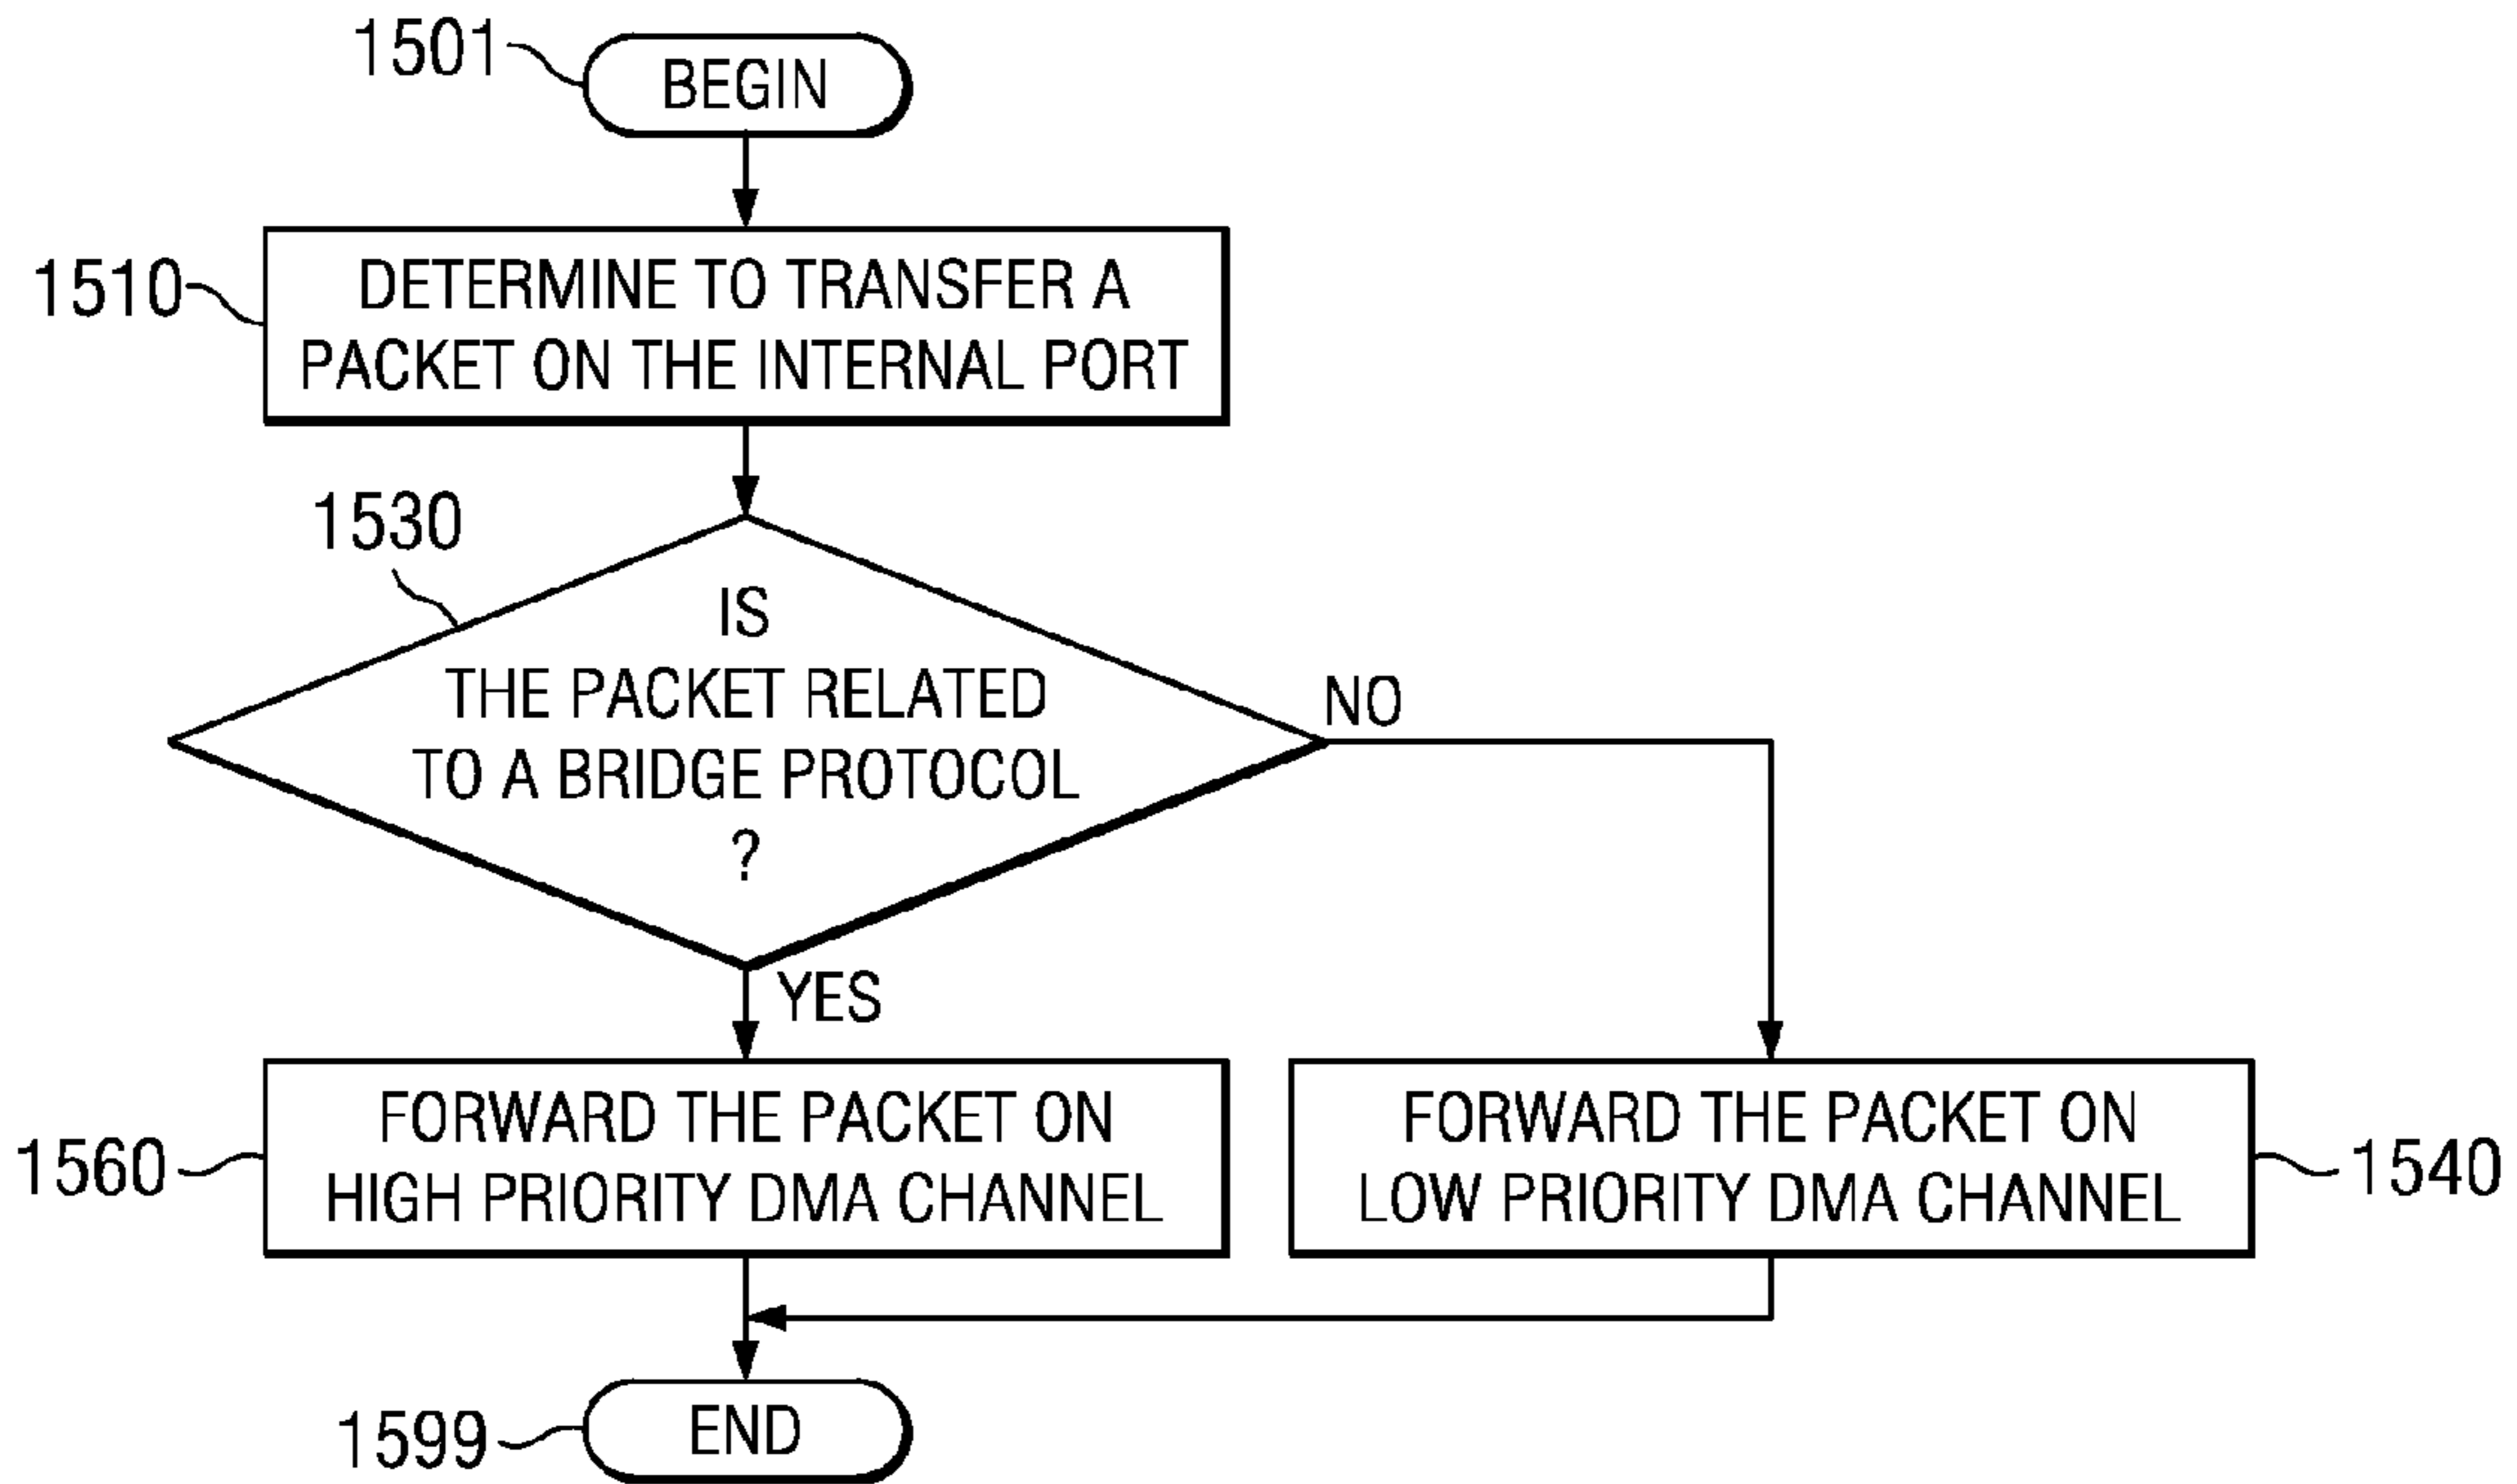 1501
BEGIN
1510
DETERMINE TO TRANSFER A
PACKET ON THE INTERNAL PORT
1530
IS
THE PACKET RELATED
TO A BRIDGE PROTOCOL
?
NO
YES
1560
FORWARD THE PACKET ON
HIGH PRIORITY DMA CHANNEL
FORWARD THE PACKET ON
LOW PRIORITY DMA CHANNEL
1540
1599
END